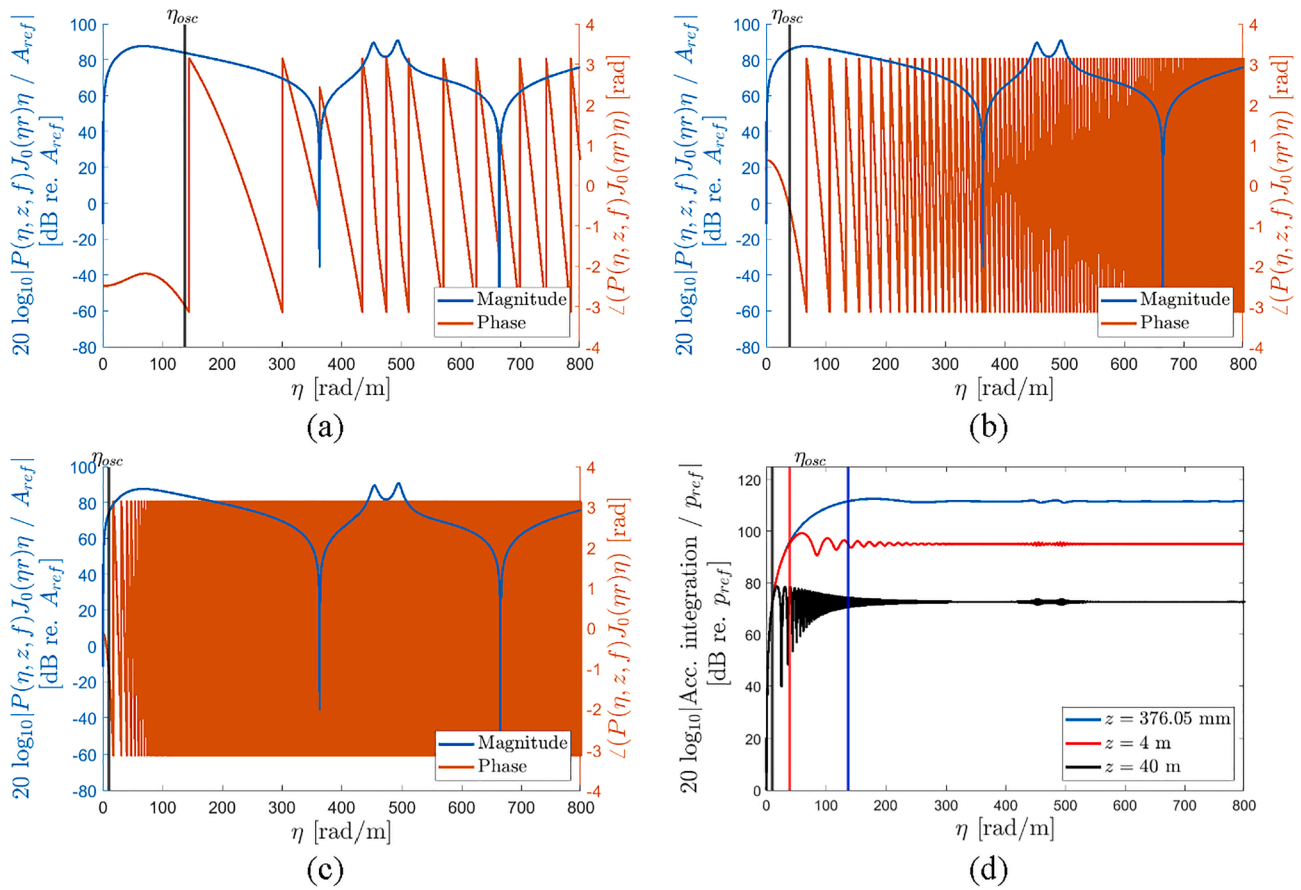 η_osc
20 log₁₀|P(η, z, f)J₀(ηr)η / A_ref|
[dB re. A_ref]
100
80
60
40
20
0
-20
-40
-60
-80
4
3
2
1
0
-1
-2
-3
-4
∠(P(η, z, f)J₀(ηr)η) [rad]
Magnitude
Phase
0 100 200 300 400 500 600 700 800
η [rad/m]
(a)
η_osc
20 log₁₀|P(η, z, f)J₀(ηr)η / A_ref|
[dB re. A_ref]
100
80
60
40
20
0
-20
-40
-60
-80
4
3
2
1
0
-1
-2
-3
-4
∠(P(η, z, f)J₀(ηr)η) [rad]
Magnitude
Phase
0 100 200 300 400 500 600 700 800
η [rad/m]
(b)
η_osc
20 log₁₀|P(η, z, f)J₀(ηr)η / A_ref|
[dB re. A_ref]
100
80
60
40
20
0
-20
-40
-60
-80
4
3
2
1
0
-1
-2
-3
-4
∠(P(η, z, f)J₀(ηr)η) [rad]
Magnitude
Phase
0 100 200 300 400 500 600 700 800
η [rad/m]
(c)
η_osc
20 log₁₀|Acc. integration / p_ref|
[dB re. p_ref]
120
100
80
60
40
20
0
z = 376.05 mm
z = 4 m
z = 40 m
0 100 200 300 400 500 600 700 800
η [rad/m]
(d)